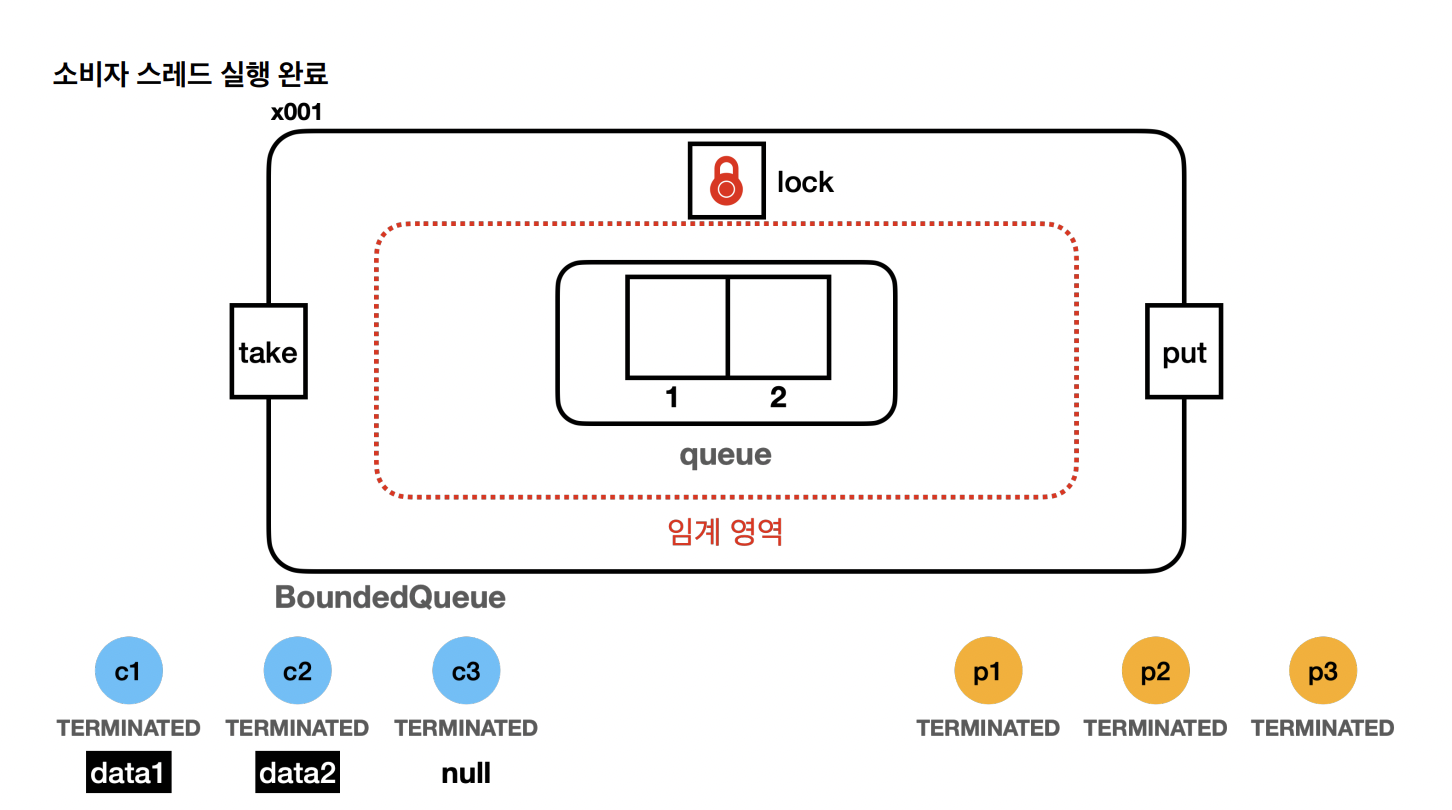 소비자 스레드 실행 완료
x001
lock
take
put
1 2
queue
임계 영역
BoundedQueue
c1 c2 c3 p1 p2 p3
TERMINATED TERMINATED TERMINATED TERMINATED TERMINATED TERMINATED
data1 data2 null